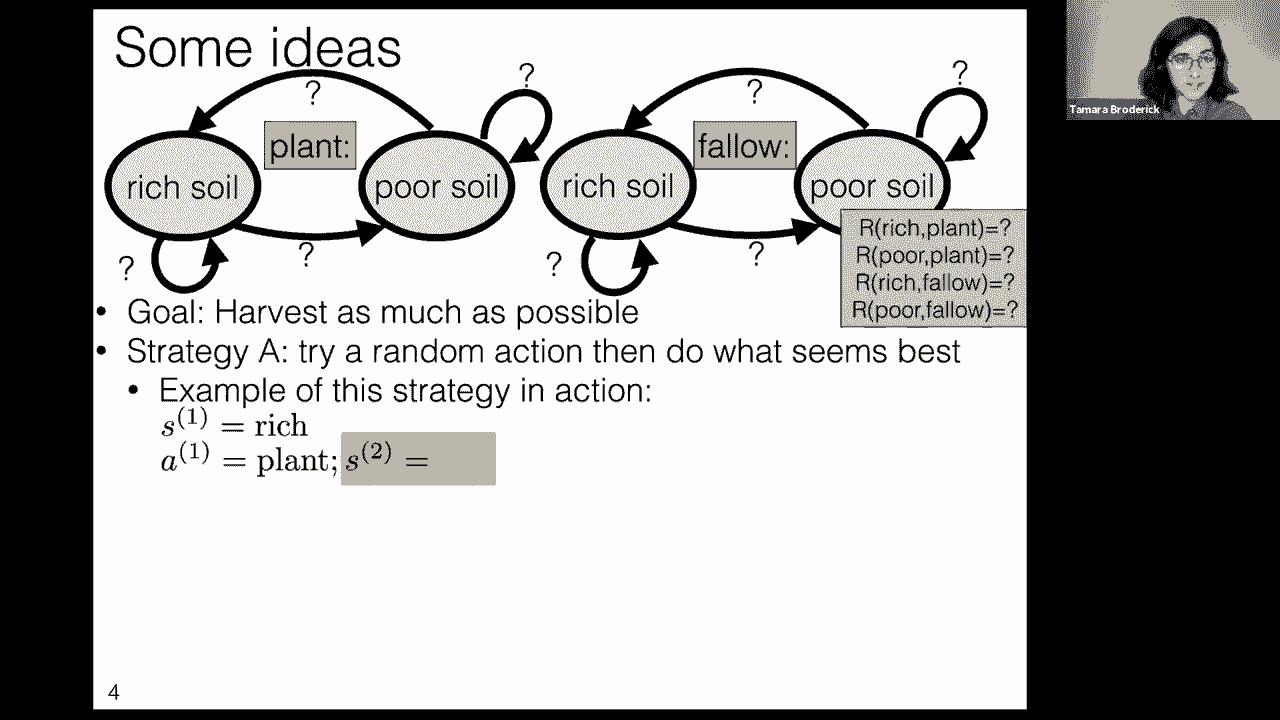 Some ideas
?
?
?
?
plant:
fallow:
rich soil
poor soil
rich soil
poor soil
R(rich,plant)=?
R(poor,plant)=?
R(rich,fallow)=?
R(poor,fallow)=?
?
?
?
?
• Goal: Harvest as much as possible
• Strategy A: try a random action then do what seems best
• Example of this strategy in action:
s^(1) = rich
a^(1) = plant; s^(2) =
4
Tamara Broderick